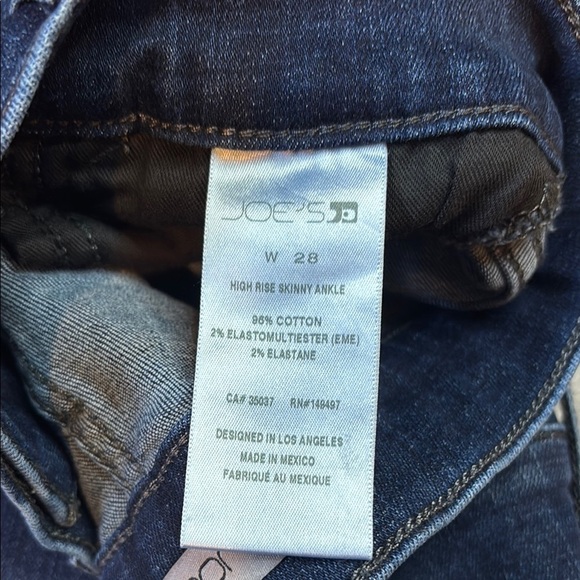 JOE'S
W 28
HIGH RISE SKINNY ANKLE
96% COTTON
2% ELASTOMULTIESTER (EME)
2% ELASTANE
CA# 35037 RN#149497
DESIGNED IN LOS ANGELES
MADE IN MEXICO
FABRIQUÉ AU MEXIQUE